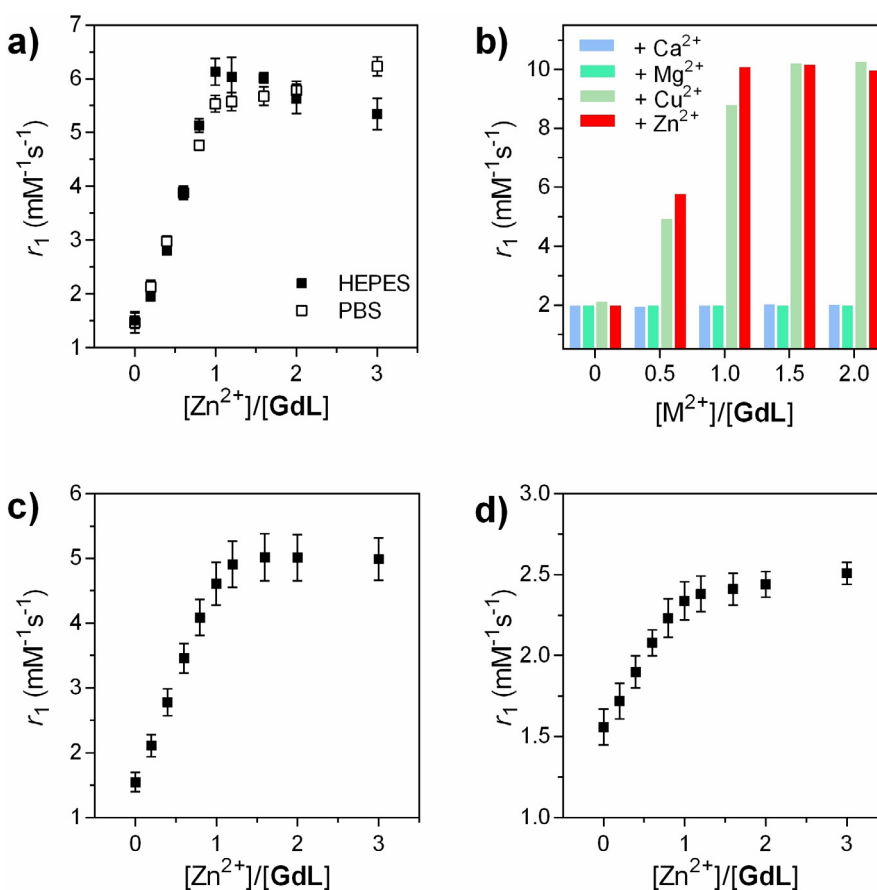 a)
r₁ (mM⁻¹s⁻¹)
7
6
5
4
3
2
1
0 1 2 3
[Zn²⁺]/[GdL]
HEPES
PBS
b)
r₁ (mM⁻¹s⁻¹)
10
8
6
4
2
+ Ca²⁺
+ Mg²⁺
+ Cu²⁺
+ Zn²⁺
0 0.5 1.0 1.5 2.0
[M²⁺]/[GdL]
c)
r₁ (mM⁻¹s⁻¹)
6
5
4
3
2
1
0 1 2 3
[Zn²⁺]/[GdL]
d)
r₁ (mM⁻¹s⁻¹)
3.0
2.5
2.0
1.5
1.0
0 1 2 3
[Zn²⁺]/[GdL]